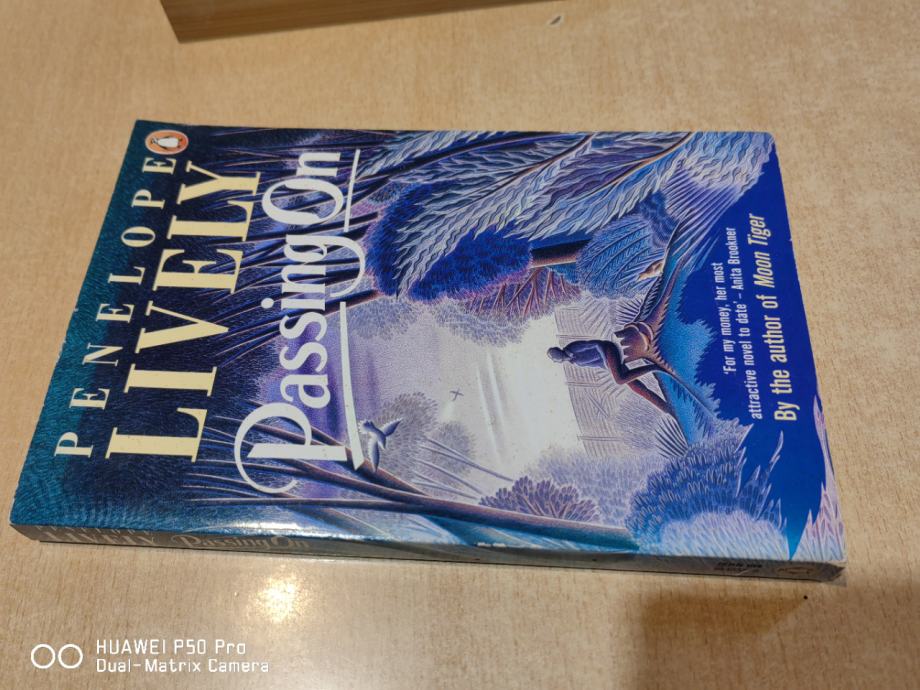 PENELOPE
LIVELY
Passing On
'For my money, her most
attractive novel to date' – Anita Brookner
By the author of Moon Tiger
LIVELY Passing On
HUAWEI P50 Pro
Dual-Matrix Camera